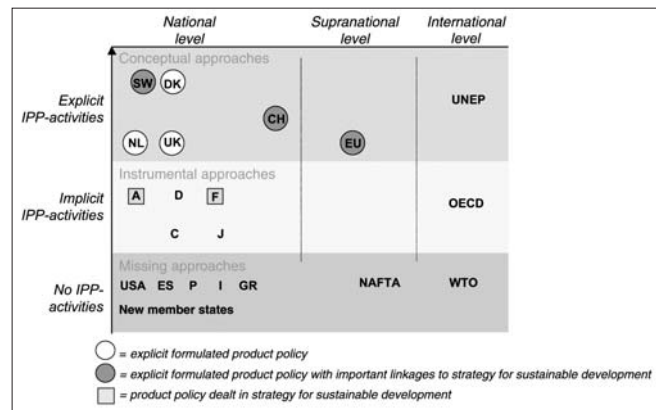 National level
Supranational level
International level
Conceptual approaches
Explicit IPP-activities
SW DK
UNEP
CH
NL UK
EU
Instrumental approaches
Implicit IPP-activities
A D F
OECD
C J
Missing approaches
No IPP-activities
USA ES P I GR
NAFTA
WTO
New member states
= explicit formulated product policy
= explicit formulated product policy with important linkages to strategy for sustainable development
= product policy dealt in strategy for sustainable development